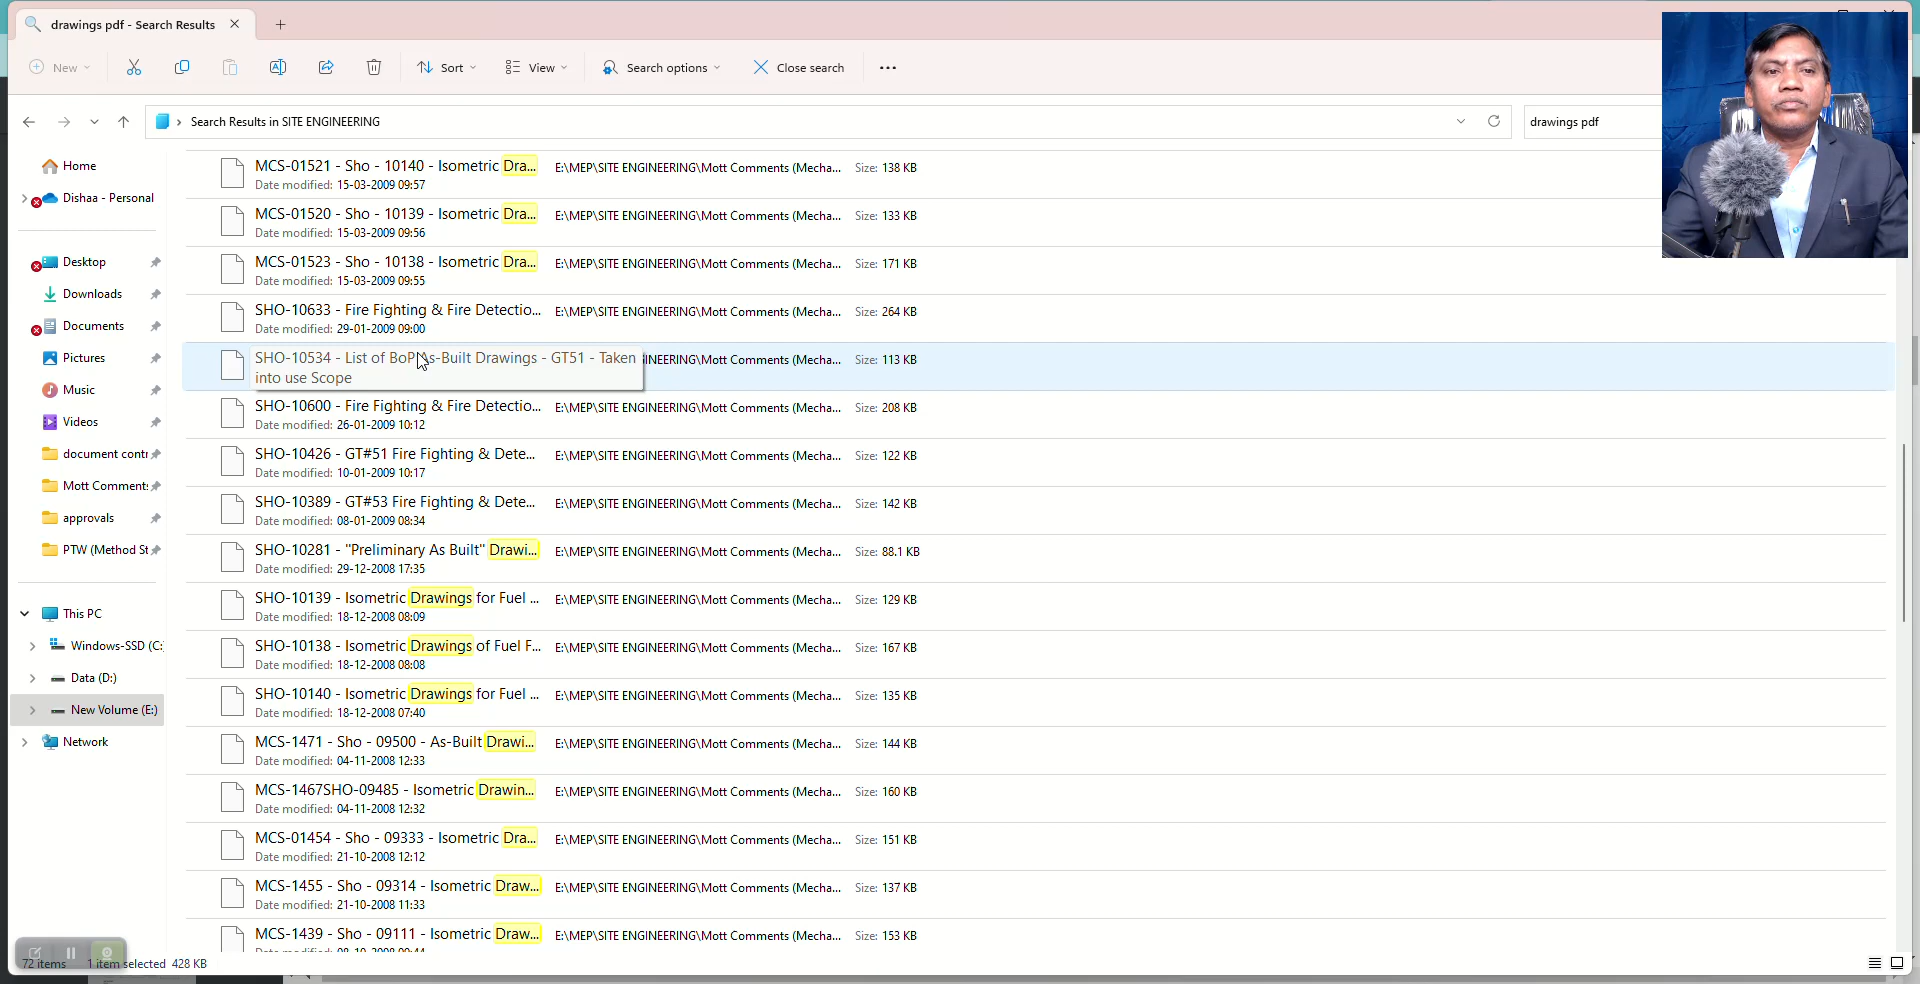 drawings pdf - Search Results
New
Sort
View
Search options
Close search
Search Results in SITE ENGINEERING
drawings pdf
Home
Dishaa - Personal
Desktop
Downloads
Documents
Pictures
Music
Videos
document contr
Mott Comments
approvals
PTW (Method St
This PC
Windows-SSD (C:
Data (D:)
New Volume (E:)
Network
MCS-01521 - Sho - 10140 - Isometric Dra... E:\MEP\SITE ENGINEERING\Mott Comments (Mecha... Size: 138 KB
Date modified: 15-03-2009 09:57
MCS-01520 - Sho - 10139 - Isometric Dra... E:\MEP\SITE ENGINEERING\Mott Comments (Mecha... Size: 133 KB
Date modified: 15-03-2009 09:56
MCS-01523 - Sho - 10138 - Isometric Dra... E:\MEP\SITE ENGINEERING\Mott Comments (Mecha... Size: 171 KB
Date modified: 15-03-2009 09:55
SHO-10633 - Fire Fighting & Fire Detectio... E:\MEP\SITE ENGINEERING\Mott Comments (Mecha... Size: 264 KB
Date modified: 29-01-2009 09:00
SHO-10534 - List of BoP As-Built Drawings - GT51 - Taken INEERING\Mott Comments (Mecha... Size: 113 KB
into use Scope
SHO-10600 - Fire Fighting & Fire Detectio... E:\MEP\SITE ENGINEERING\Mott Comments (Mecha... Size: 208 KB
Date modified: 26-01-2009 10:12
SHO-10426 - GT#51 Fire Fighting & Dete... E:\MEP\SITE ENGINEERING\Mott Comments (Mecha... Size: 122 KB
Date modified: 10-01-2009 10:17
SHO-10389 - GT#53 Fire Fighting & Dete... E:\MEP\SITE ENGINEERING\Mott Comments (Mecha... Size: 142 KB
Date modified: 08-01-2009 08:34
SHO-10281 - "Preliminary As Built" Drawi... E:\MEP\SITE ENGINEERING\Mott Comments (Mecha... Size: 88.1 KB
Date modified: 29-12-2008 17:35
SHO-10139 - Isometric Drawings for Fuel ... E:\MEP\SITE ENGINEERING\Mott Comments (Mecha... Size: 129 KB
Date modified: 18-12-2008 08:09
SHO-10138 - Isometric Drawings of Fuel F... E:\MEP\SITE ENGINEERING\Mott Comments (Mecha... Size: 167 KB
Date modified: 18-12-2008 08:08
SHO-10140 - Isometric Drawings for Fuel ... E:\MEP\SITE ENGINEERING\Mott Comments (Mecha... Size: 135 KB
Date modified: 18-12-2008 07:40
MCS-1471 - Sho - 09500 - As-Built Drawi... E:\MEP\SITE ENGINEERING\Mott Comments (Mecha... Size: 144 KB
Date modified: 04-11-2008 12:33
MCS-1467SHO-09485 - Isometric Drawin... E:\MEP\SITE ENGINEERING\Mott Comments (Mecha... Size: 160 KB
Date modified: 04-11-2008 12:32
MCS-01454 - Sho - 09333 - Isometric Dra... E:\MEP\SITE ENGINEERING\Mott Comments (Mecha... Size: 151 KB
Date modified: 21-10-2008 12:12
MCS-1455 - Sho - 09314 - Isometric Draw... E:\MEP\SITE ENGINEERING\Mott Comments (Mecha... Size: 137 KB
Date modified: 21-10-2008 11:33
MCS-1439 - Sho - 09111 - Isometric Draw... E:\MEP\SITE ENGINEERING\Mott Comments (Mecha... Size: 153 KB
72 items 1 item selected 428 KB